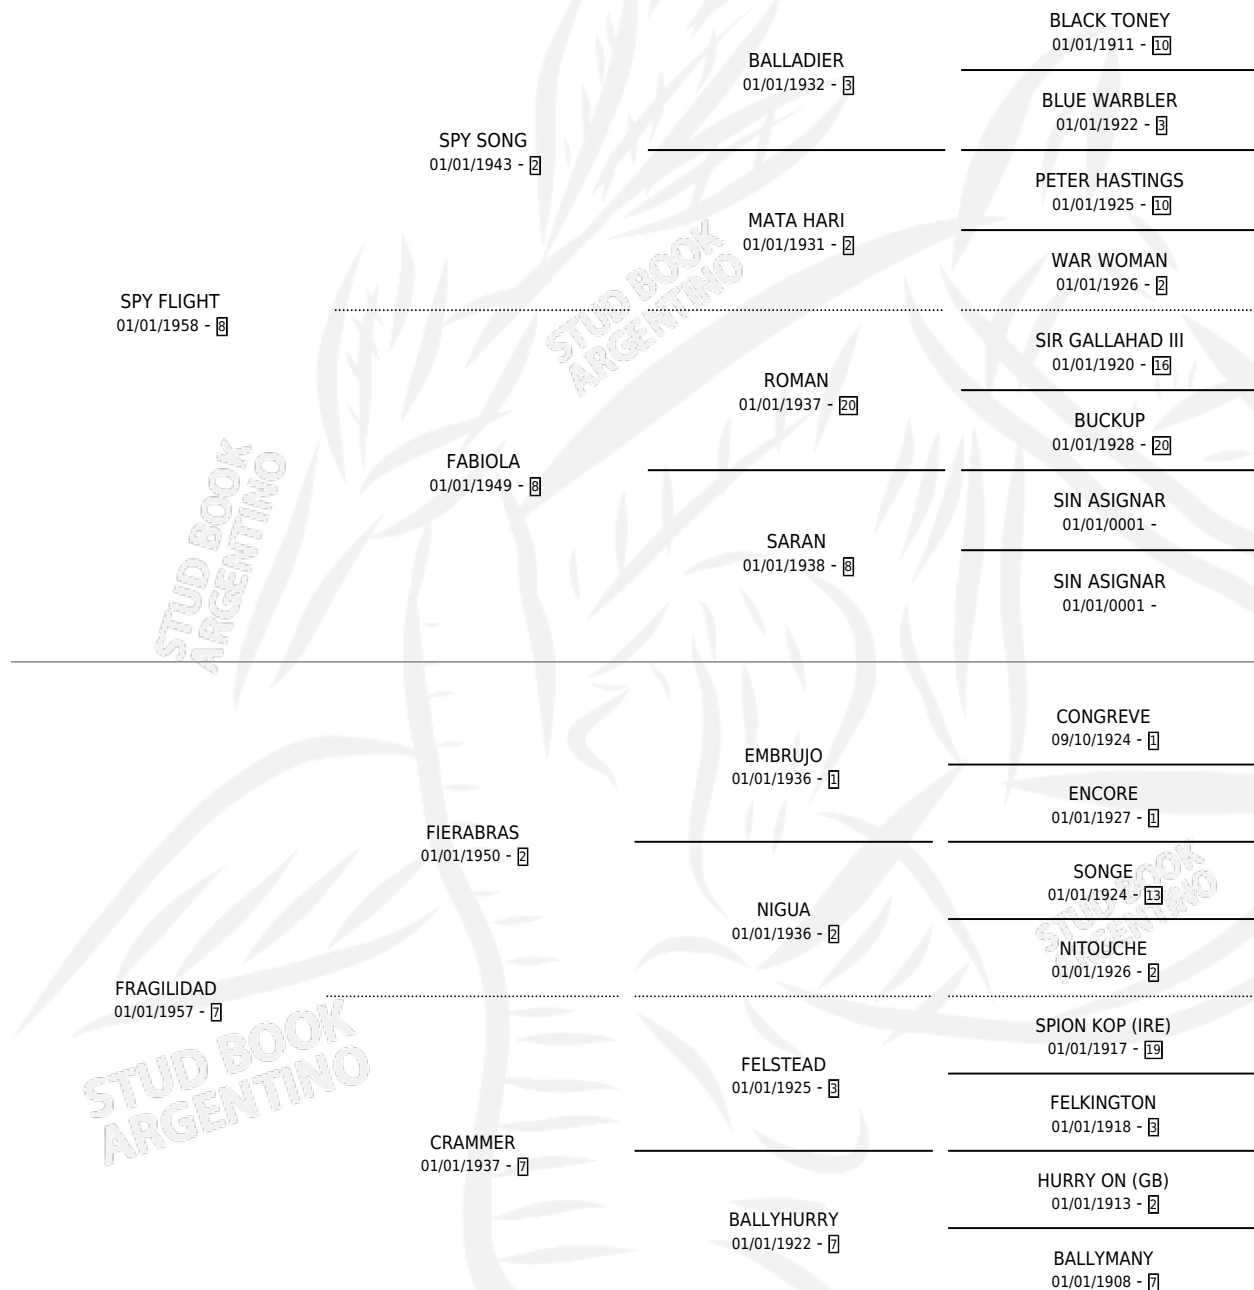 BLACK TONEY
01/01/1911 - 10
BALLADIER
01/01/1932 - 3
BLUE WARBLER
01/01/1922 - 3
SPY SONG
01/01/1943 - 2
PETER HASTINGS
01/01/1925 - 10
MATA HARI
01/01/1931 - 2
WAR WOMAN
01/01/1926 - 2
SPY FLIGHT
01/01/1958 - 8
SIR GALLAHAD III
01/01/1920 - 16
ROMAN
01/01/1937 - 20
BUCKUP
01/01/1928 - 20
FABIOLA
01/01/1949 - 8
SIN ASIGNAR
01/01/0001 -
SARAN
01/01/1938 - 8
SIN ASIGNAR
01/01/0001 -
CONGREVE
09/10/1924 - 1
EMBRUJO
01/01/1936 - 1
ENCORE
01/01/1927 - 1
FIERABRAS
01/01/1950 - 2
SONGE
01/01/1924 - 13
NIGUA
01/01/1936 - 2
NITOUCHE
01/01/1926 - 2
FRAGILIDAD
01/01/1957 - 7
SPION KOP (IRE)
01/01/1917 - 19
FELSTEAD
01/01/1925 - 3
FELKINGTON
01/01/1918 - 3
CRAMMER
01/01/1937 - 7
HURRY ON (GB)
01/01/1913 - 2
BALLYHURRY
01/01/1922 - 7
BALLYMANY
01/01/1908 - 7
STUD BOOK
ARGENTINO
STUD BOOK
ARGENTINO
STUD BOOK
ARGENTINO
STUD BOOK
ARGENTINO